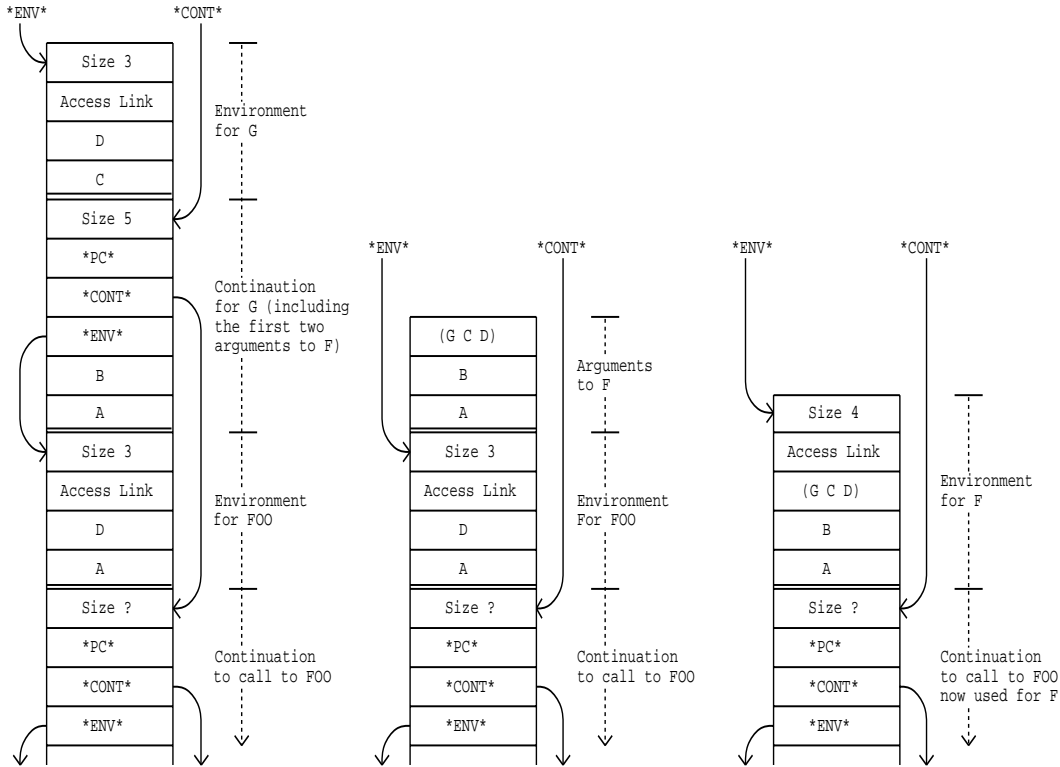 *ENV*
*CONT*
Size 3
Access Link
D
C
Size 5
*PC*
*CONT*
*ENV*
B
A
Size 3
Access Link
D
A
Size ?
*PC*
*CONT*
*ENV*
Environment
for G
Continaution
for G (including
the first two
arguments to F)
Environment
for FOO
Continuation
to call to FOO
*ENV*
*CONT*
(G C D)
B
A
Size 3
Access Link
D
A
Size ?
*PC*
*CONT*
*ENV*
Arguments
to F
Environment
For FOO
Continuation
to call to FOO
*ENV*
*CONT*
Size 4
Access Link
(G C D)
B
A
Size ?
*PC*
*CONT*
*ENV*
Environment
for F
Continuation
to call to FOO
now used for F